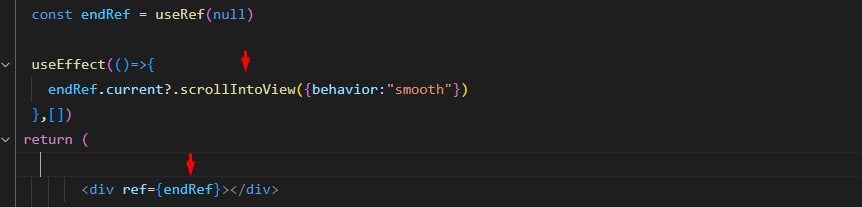 const endRef = useRef(null)
useEffect(()=>{
endRef.current?.scrollIntoView({behavior:"smooth"})
},[])
return (
<div ref={endRef}></div>